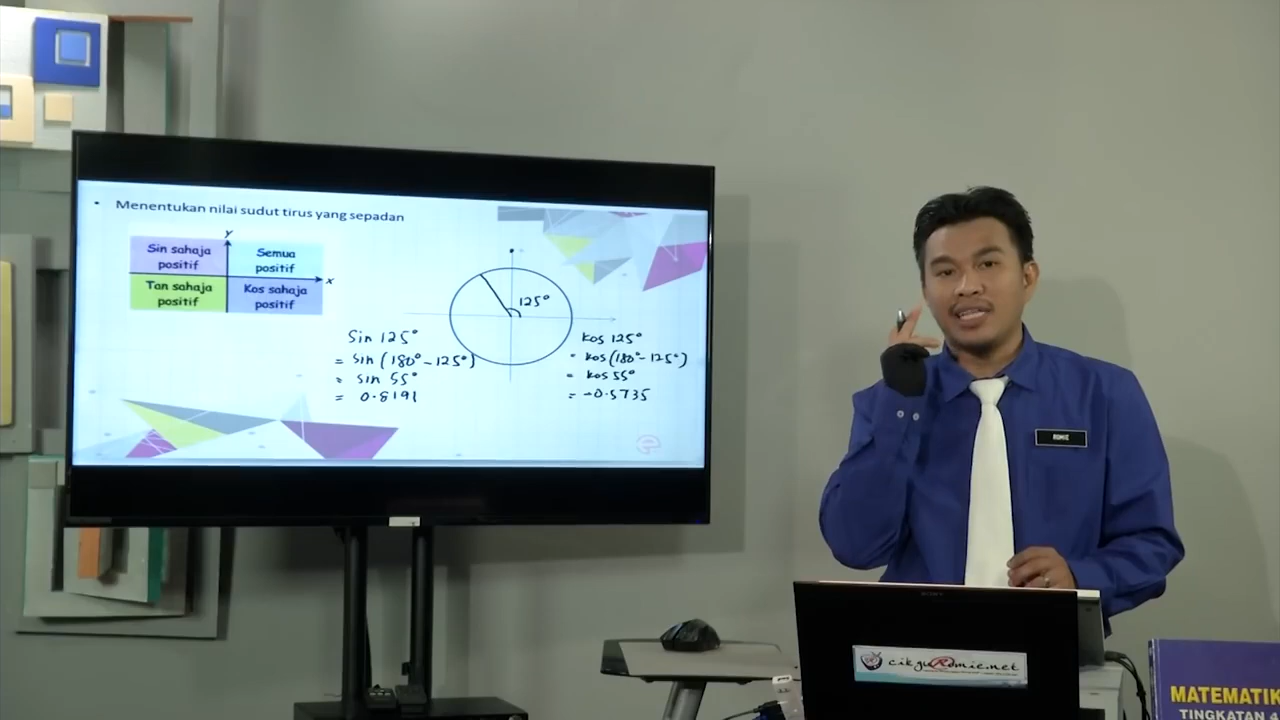 • Menentukan nilai sudut tirus yang sepadan
y
Sin sahaja
positif
Semua
positif
x
Tan sahaja
positif
Kos sahaja
positif
125°
Sin 125°
= sin (180° - 125°)
= sin 55°
= 0.8191
kos 125°
= kos (180° - 125°)
= kos 55°
= -0.5735
ROMIE
SONY
cikguRomie.net
MATEMATIK
TINGKATAN 4